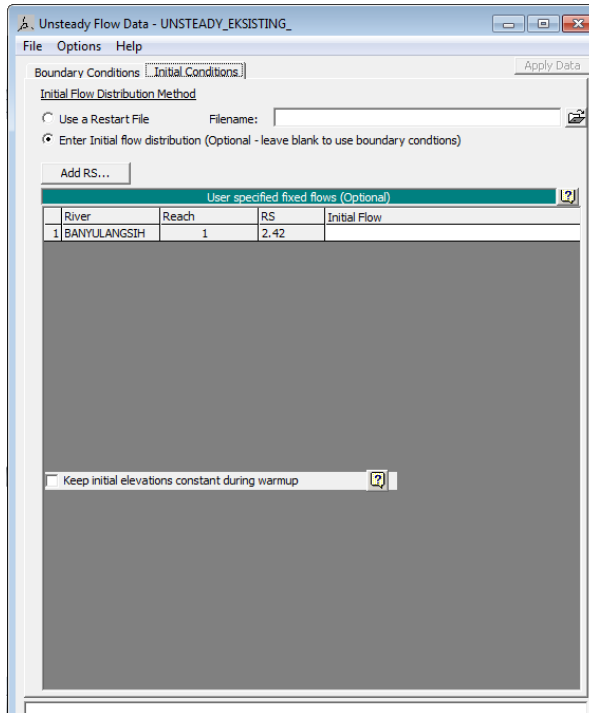 Unsteady Flow Data - UNSTEADY_EKSISTING_
File Options Help
Boundary Conditions Initial Conditions Apply Data
Initial Flow Distribution Method
Use a Restart File Filename:
Enter Initial flow distribution (Optional - leave blank to use boundary condtions)
Add RS...
User specified fixed flows (Optional)
River Reach RS Initial Flow
1 BANYULANGSIH 1 2.42
Keep initial elevations constant during warmup